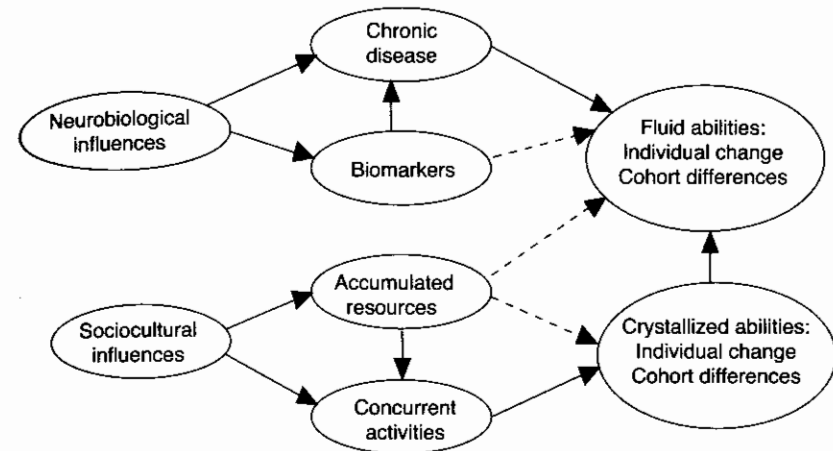 Chronic
disease
Neurobiological
influences
Biomarkers
Fluid abilities:
Individual change
Cohort differences
Accumulated
resources
Sociocultural
influences
Crystallized abilities:
Individual change
Cohort differences
Concurrent
activities